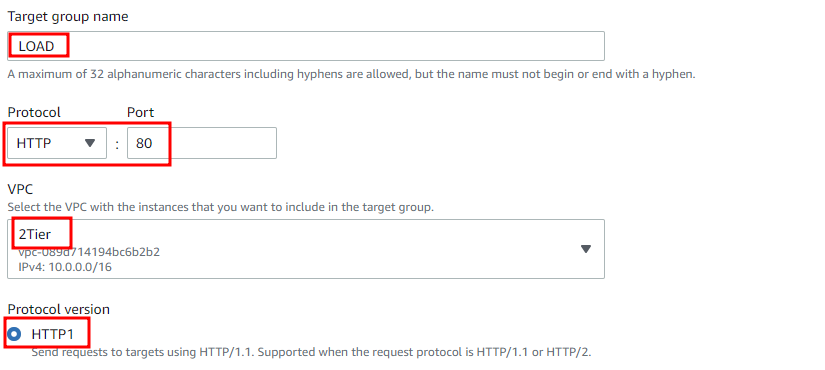 Target group name
LOAD
A maximum of 32 alphanumeric characters including hyphens are allowed, but the name must not begin or end with a hyphen.
Protocol Port
HTTP : 80
VPC
Select the VPC with the instances that you want to include in the target group.
2Tier
vpc-089d714194bc6b2b2
IPv4: 10.0.0.0/16
Protocol version
HTTP1
Send requests to targets using HTTP/1.1. Supported when the request protocol is HTTP/1.1 or HTTP/2.